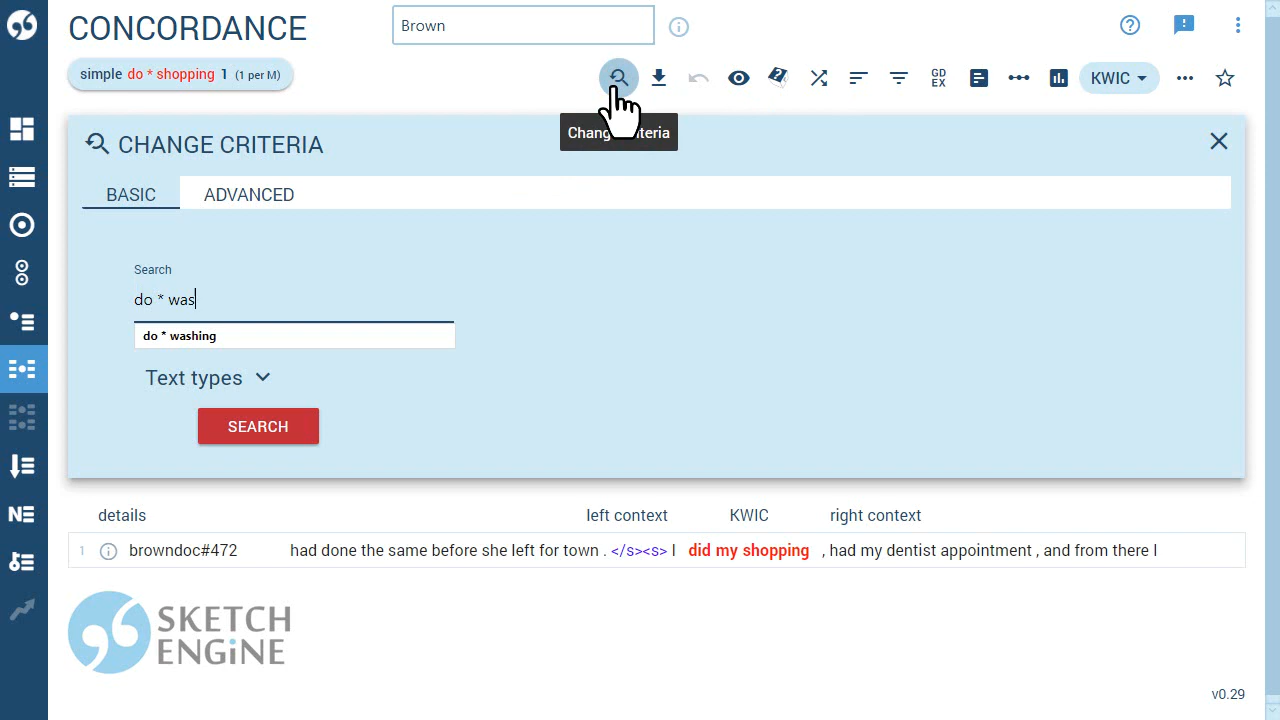 CONCORDANCE
Brown
simple do * shopping 1 (1 per M)
GD
EX
KWIC
CHANGE CRITERIA
BASIC
ADVANCED
Search
do * was
do * washing
Text types
SEARCH
details
left context
KWIC
right context
1 browndoc#472 had done the same before she left for town . </s><s> I did my shopping , had my dentist appointment , and from there I
SKETCH
ENGINE
v0.29